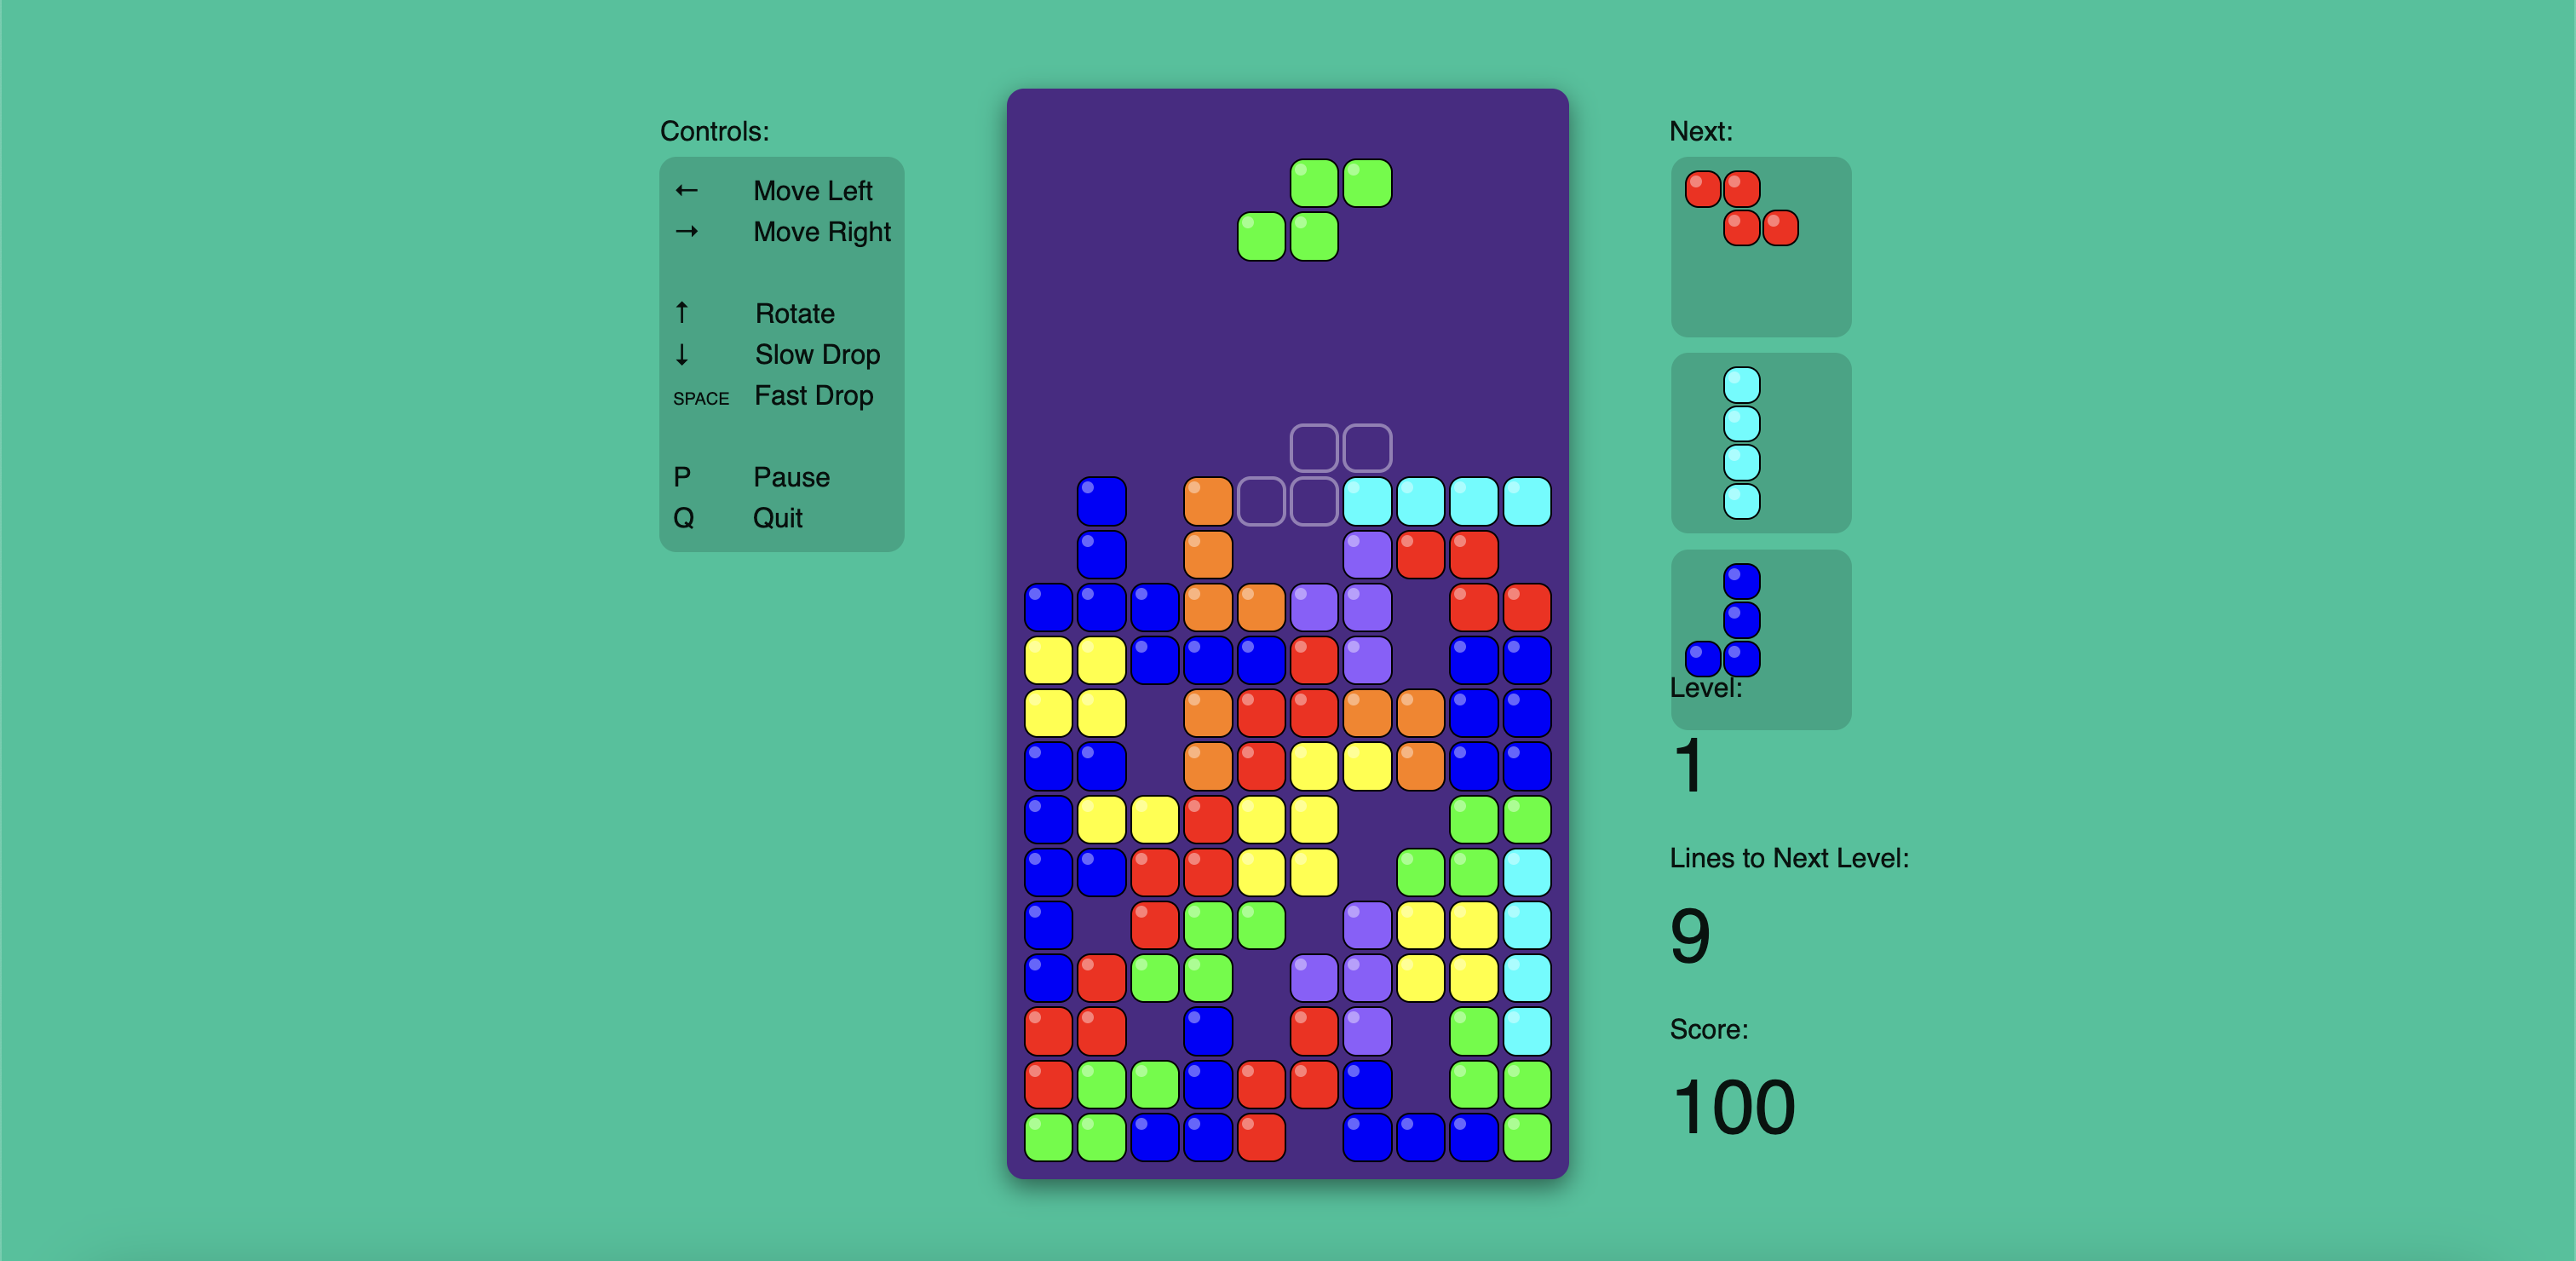 Controls:
← Move Left
→ Move Right
↑ Rotate
↓ Slow Drop
SPACE Fast Drop
P Pause
Q Quit
Next:
Level:
1
Lines to Next Level:
9
Score:
100